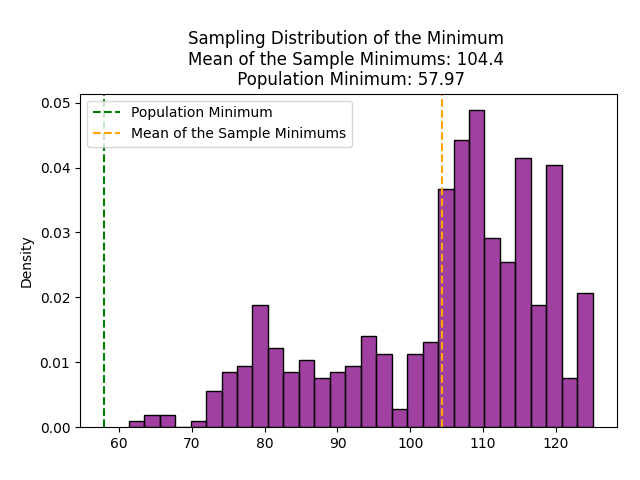 Sampling Distribution of the Minimum
Mean of the Sample Minimums: 104.4
Population Minimum: 57.97
Population Minimum
Mean of the Sample Minimums
Density
0.05
0.04
0.03
0.02
0.01
0.00
60 70 80 90 100 110 120